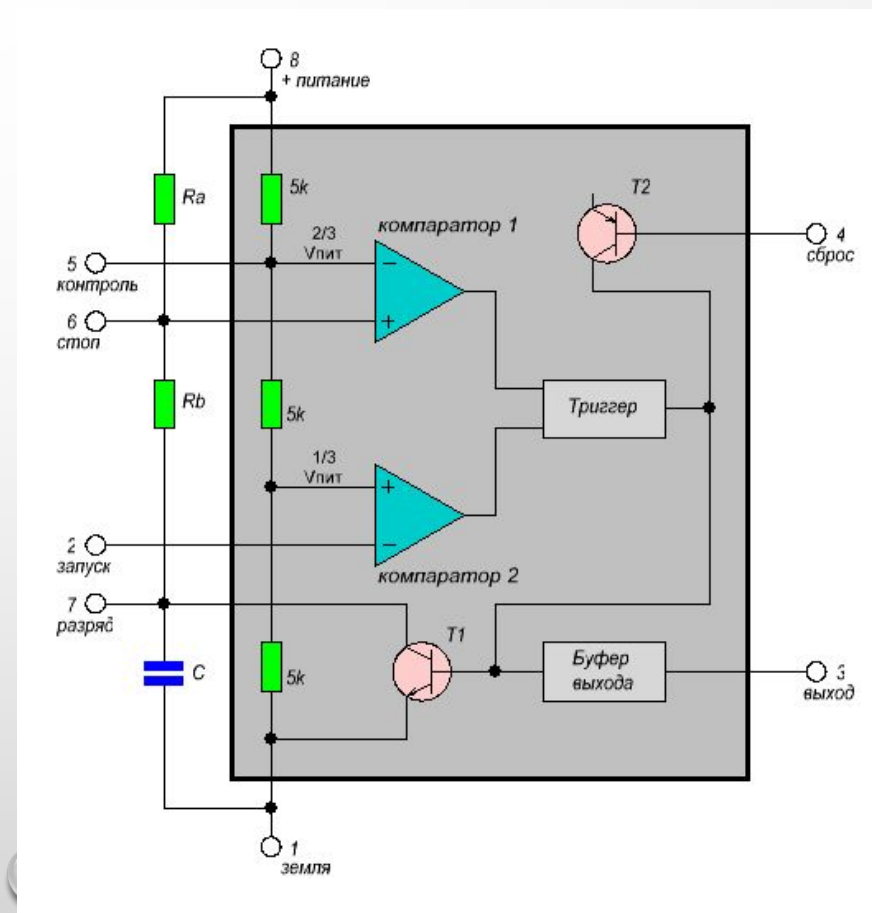 8
+ питание
Ra
5k
T2
компаратор 1
2/3
Vпит
5
контроль
4
сброс
6
стоп
Rb
5k
Триггер
1/3
Vпит
2
запуск
компаратор 2
7
разряд
T1
C
5k
Буфер
выхода
3
выход
1
земля